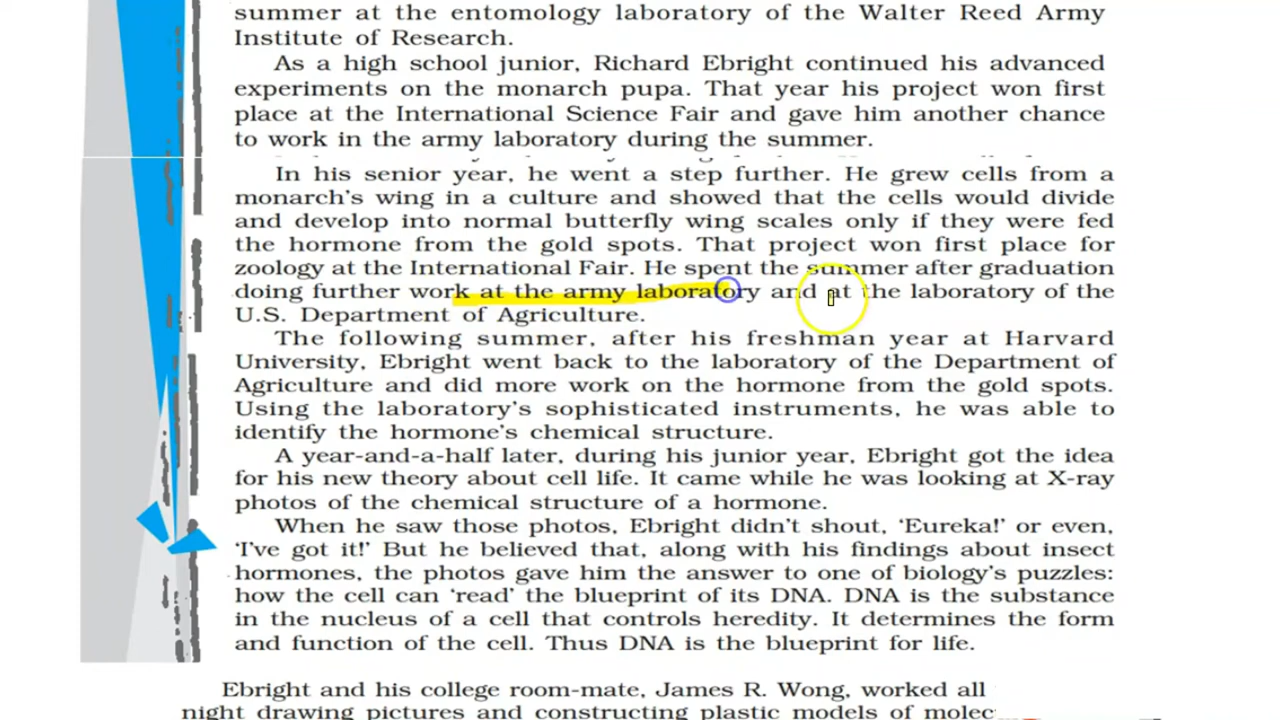 summer at the entomology laboratory of the Walter Reed Army
Institute of Research.
As a high school junior, Richard Ebright continued his advanced
experiments on the monarch pupa. That year his project won first
place at the International Science Fair and gave him another chance
to work in the army laboratory during the summer.
In his senior year, he went a step further. He grew cells from a
monarch's wing in a culture and showed that the cells would divide
and develop into normal butterfly wing scales only if they were fed
the hormone from the gold spots. That project won first place for
zoology at the International Fair. He spent the summer after graduation
doing further work at the army laboratory and at the laboratory of the
U.S. Department of Agriculture.
The following summer, after his freshman year at Harvard
University, Ebright went back to the laboratory of the Department of
Agriculture and did more work on the hormone from the gold spots.
Using the laboratory's sophisticated instruments, he was able to
identify the hormone's chemical structure.
A year-and-a-half later, during his junior year, Ebright got the idea
for his new theory about cell life. It came while he was looking at X-ray
photos of the chemical structure of a hormone.
When he saw those photos, Ebright didn't shout, 'Eureka!' or even,
'I've got it!' But he believed that, along with his findings about insect
hormones, the photos gave him the answer to one of biology's puzzles:
how the cell can 'read' the blueprint of its DNA. DNA is the substance
in the nucleus of a cell that controls heredity. It determines the form
and function of the cell. Thus DNA is the blueprint for life.
Ebright and his college room-mate, James R. Wong, worked all
night drawing pictures and constructing plastic models of molec